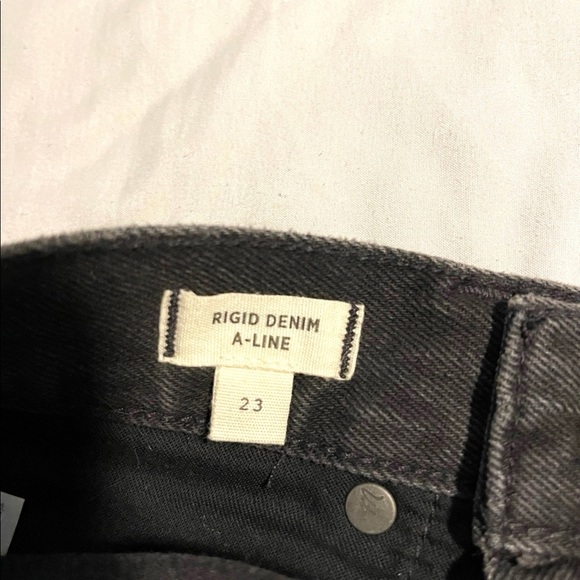 RIGID DENIM
A-LINE
23